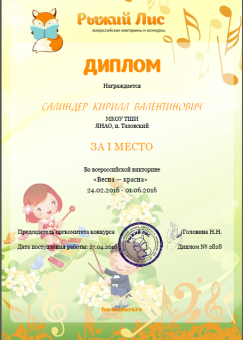 Рыжий Лис
всероссийские викторины и конкурсы
ДИПЛОМ
Награждается
САЛИНДЕР КИРИЛЛ ВАЛЕНТИНОВИЧ
МКОУ ТШИ
ЯНАО, п. Тазовский
ЗА I МЕСТО
Во всероссийской викторине
«Весна — красна»
24.02.2016 - 01.06.2016
Председатель оргкомитета конкурса Головина Н.Н.
Дата поступления работы: 27.04.2016 Диплом № 2828